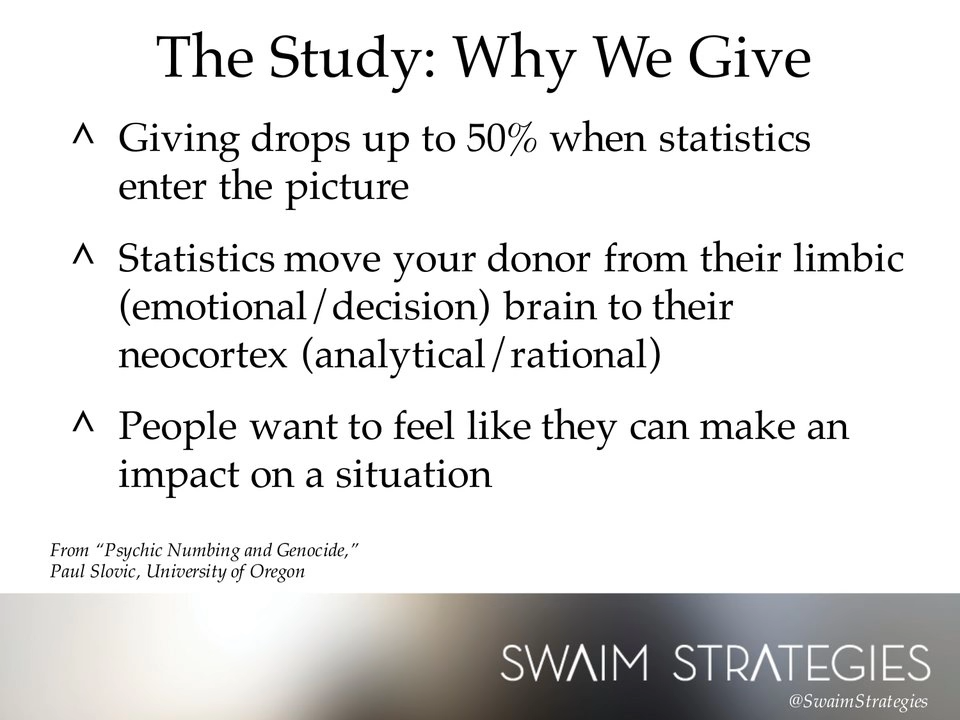 The Study: Why We Give
^ Giving drops up to 50% when statistics
enter the picture
^ Statistics move your donor from their limbic
(emotional/decision) brain to their
neocortex (analytical/rational)
^ People want to feel like they can make an
impact on a situation
From “Psychic Numbing and Genocide,”
Paul Slovic, University of Oregon
SWAIM STRATEGIES
@SwaimStrategies